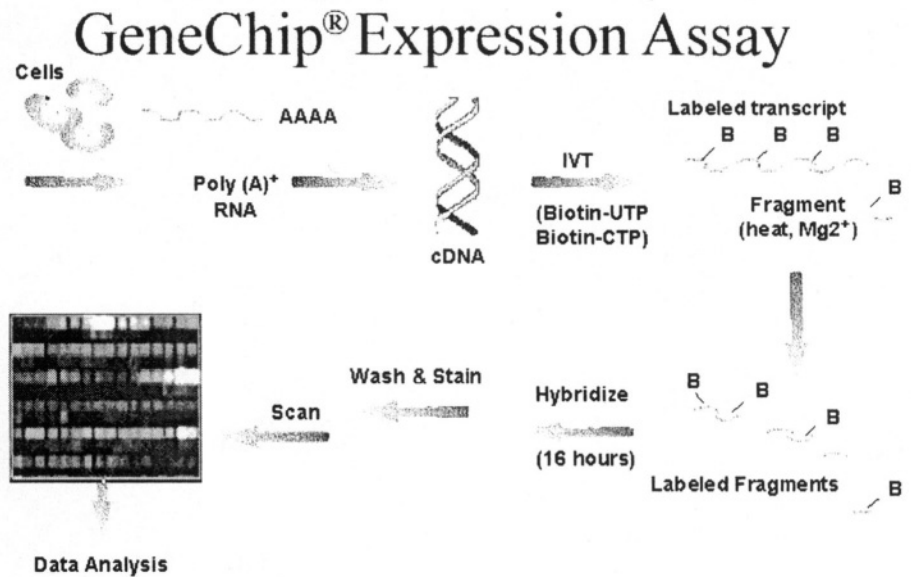 GeneChip® Expression Assay
Cells
AAAA
Poly (A)+
RNA
cDNA
IVT
(Biotin-UTP
Biotin-CTP)
Labeled transcript
B B B
B
Fragment
(heat, Mg2+)
B B
B
B
Labeled Fragments
Hybridize
(16 hours)
Wash & Stain
Scan
Data Analysis